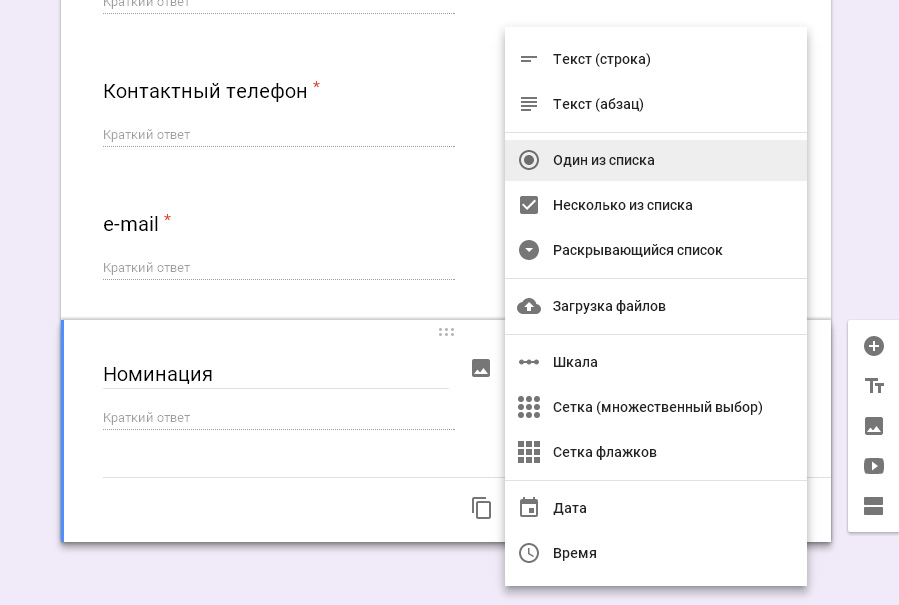 Краткий ответ
Контактный телефон *
Краткий ответ
e-mail *
Краткий ответ
Номинация
Краткий ответ
Текст (строка)
Текст (абзац)
Один из списка
Несколько из списка
Раскрывающийся список
Загрузка файлов
Шкала
Сетка (множественный выбор)
Сетка флажков
Дата
Время